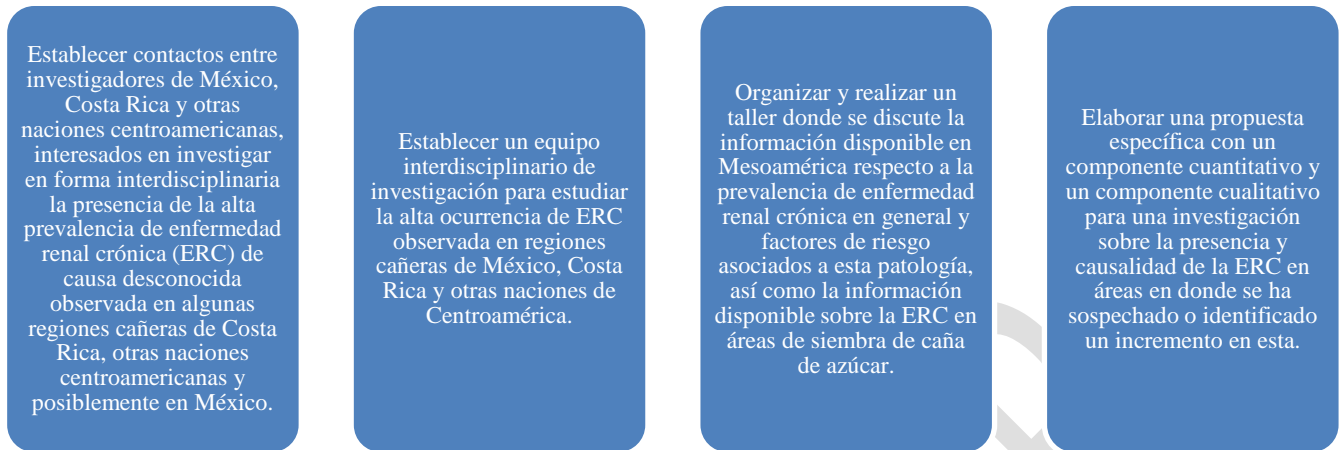 Establecer contactos entre
investigadores de México,
Costa Rica y otras
naciones centroamericanas,
interesados en investigar
en forma interdisciplinaria
la presencia de la alta
prevalencia de enfermedad
renal crónica (ERC) de
causa desconocida
observada en algunas
regiones cañeras de Costa
Rica, otras naciones
centroamericanas y
posiblemente en México.
Establecer un equipo
interdisciplinario de
investigación para estudiar
la alta ocurrencia de ERC
observada en regiones
cañeras de México, Costa
Rica y otras naciones de
Centroamérica.
Organizar y realizar un
taller donde se discute la
información disponible en
Mesoamérica respecto a la
prevalencia de enfermedad
renal crónica en general y
factores de riesgo
asociados a esta patología,
así como la información
disponible sobre la ERC en
áreas de siembra de caña
de azúcar.
Elaborar una propuesta
específica con un
componente cuantitativo y
un componente cualitativo
para una investigación
sobre la presencia y
causalidad de la ERC en
áreas en donde se ha
sospechado o identificado
un incremento en esta.